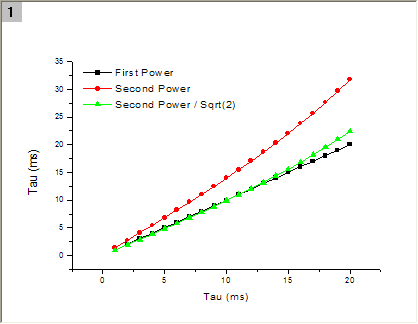 1
First Power
Second Power
Second Power / Sqrt(2)
Tau (ms)
35
30
25
20
15
10
5
0
0 5 10 15 20
Tau (ms)